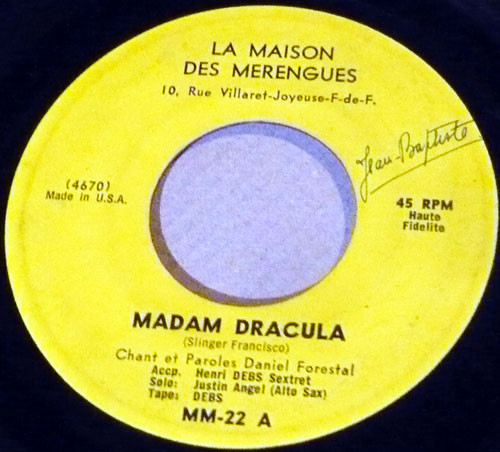 LA MAISON
DES MERENGUES
10, Rue Villaret-Joyeuse-F-de-F.
Jean-Baptiste
(4670)
Made in U.S.A.
45 RPM
Haute
Fidelite
MADAM DRACULA
(Slinger Francisco)
Chant et Paroles Daniel Forestal
Accp. Henri DEBS Sextret
Solo: Justin Angel (Alto Sax)
Tape: DEBS
MM-22 A